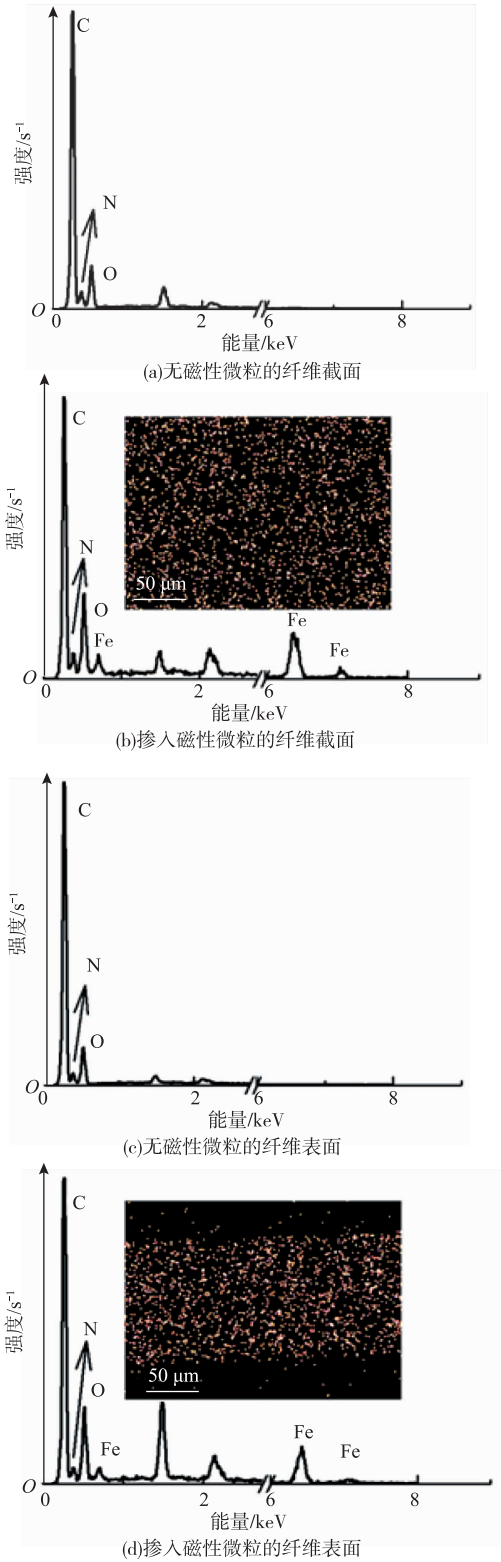 C
N
O
强度/s⁻¹
O
0 2 6 8
能量/keV
(a)无磁性微粒的纤维截面
C
N
O
Fe
50 μm
Fe
Fe
强度/s⁻¹
O
0 2 6 8
能量/keV
(b)掺入磁性微粒的纤维截面
C
N
O
强度/s⁻¹
O
0 2 6 8
能量/keV
(c)无磁性微粒的纤维表面
C
N
O
Fe
50 μm
Fe
Fe
强度/s⁻¹
O
0 2 6 8
能量/keV
(d)掺入磁性微粒的纤维表面